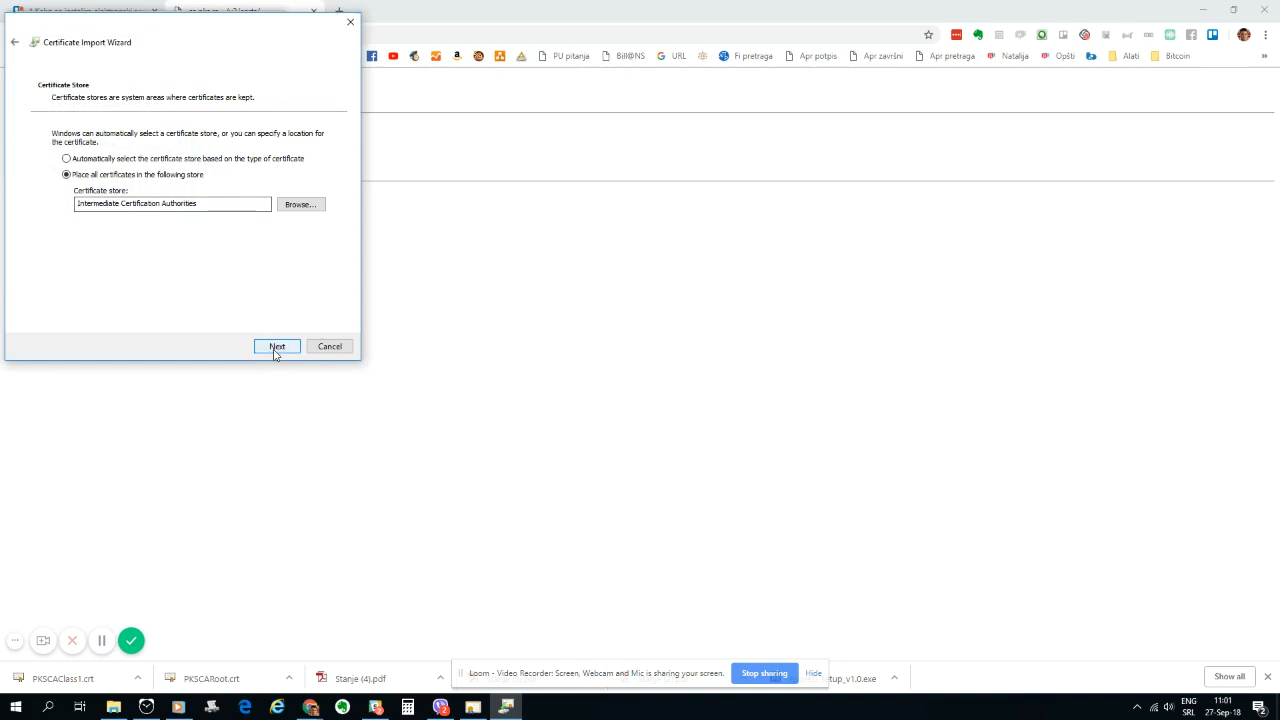 Certificate Import Wizard
Certificate Store
Certificate stores are system areas where certificates are kept.
Windows can automatically select a certificate store, or you can specify a location for
the certificate.
Automatically select the certificate store based on the type of certificate
Place all certificates in the following store
Certificate store:
Intermediate Certification Authorities
Browse...
Next
Cancel
PU pitanja
Bill@NS
URL
Fi pretraga
Apr potpis
Apr završni
Apr pretraga
Natalija
Opšti
Alati
Bitcoin
PKSCARoot.crt
Stanje (4).pdf
Loom - Video Recorder: Screen, Webcam and Mic is sharing your screen.
Stop sharing
Hide
Show all
ENG
SRL
11:01
27-Sep-18